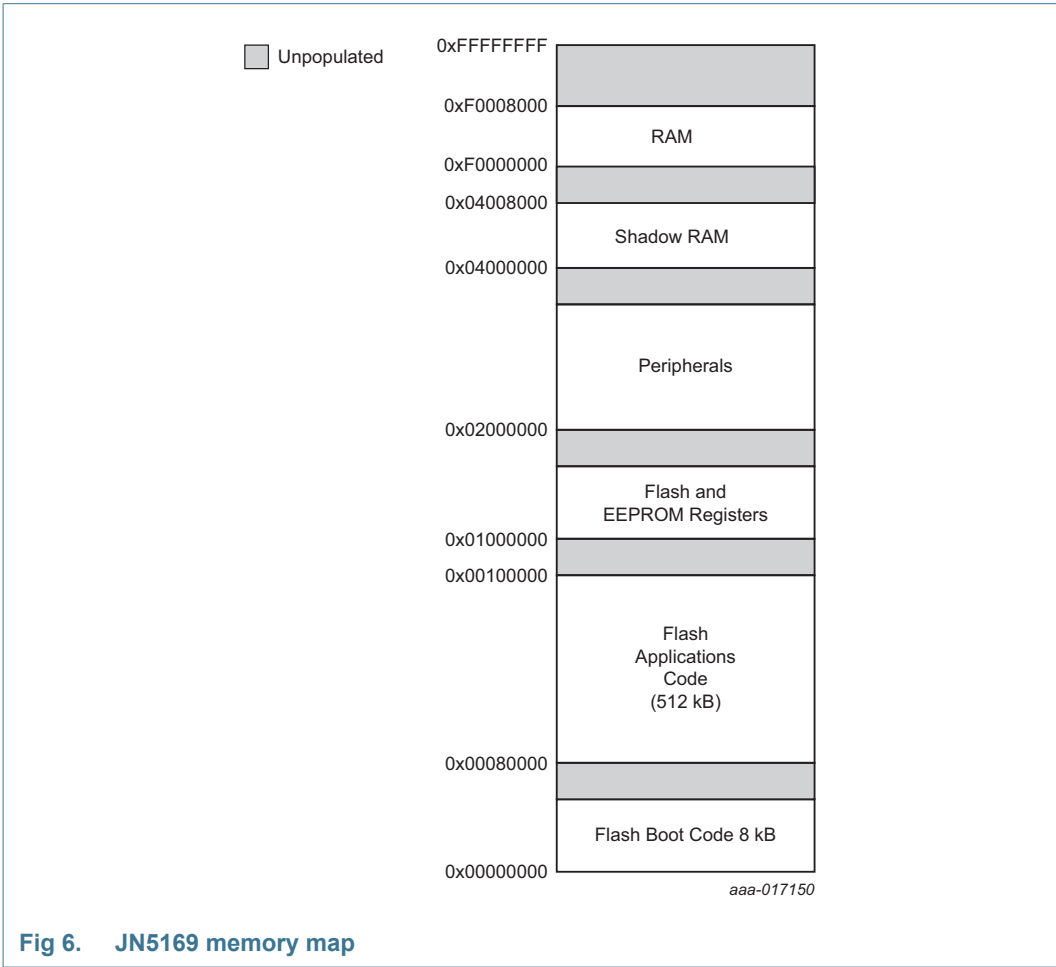 Unpopulated
0xFFFFFFFF
0xF0008000
RAM
0xF0000000
0x04008000
Shadow RAM
0x04000000
Peripherals
0x02000000
Flash and
EEPROM Registers
0x01000000
0x00100000
Flash
Applications
Code
(512 kB)
0x00080000
Flash Boot Code 8 kB
0x00000000
aaa-017150
Fig 6. JN5169 memory map